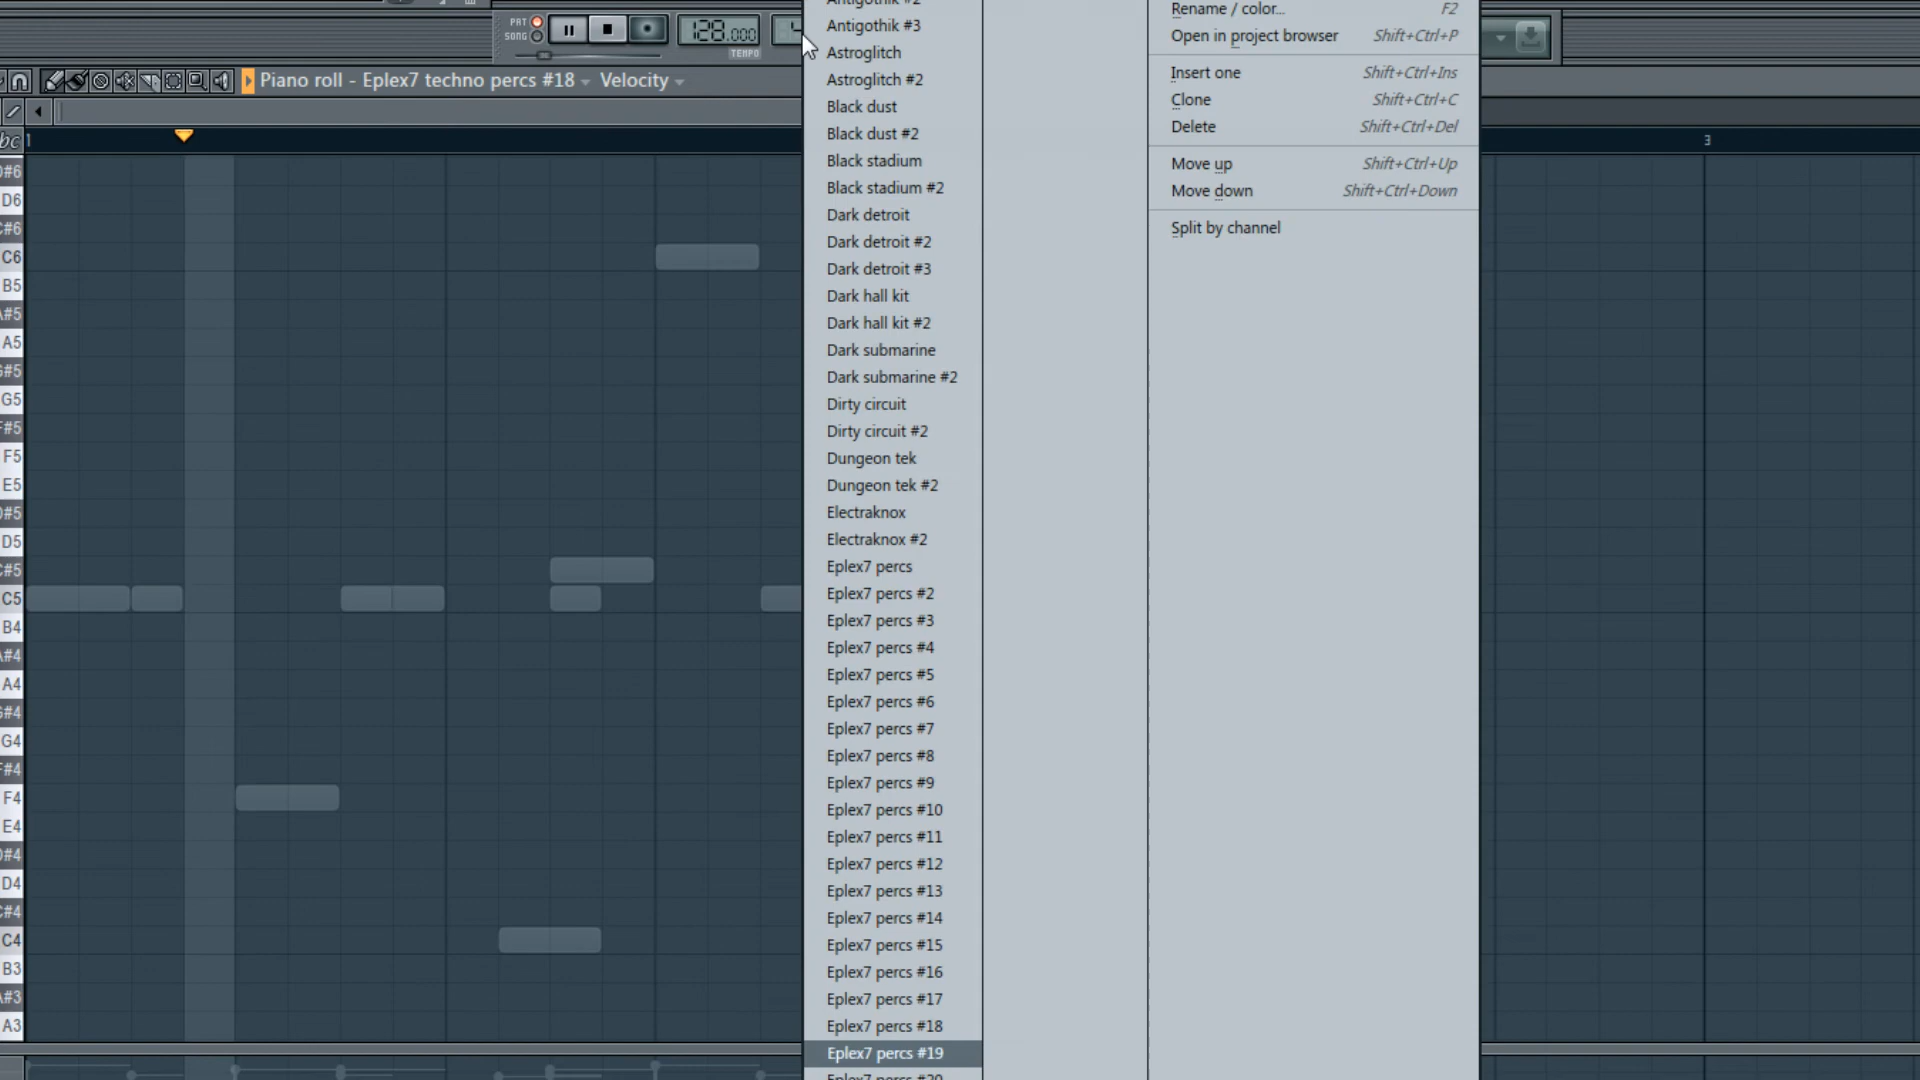 PAT
SONG
128.000
TEMPO
Piano roll - Eplex7 techno percs #18
Velocity
1
3
D6
C#6
C6
B5
A5
G5
F5
E5
D5
C#5
C5
B4
A4
G4
F4
E4
D4
C4
B3
A3
Antigothik #2
Antigothik #3
Astroglitch
Astroglitch #2
Black dust
Black dust #2
Black stadium
Black stadium #2
Dark detroit
Dark detroit #2
Dark detroit #3
Dark hall kit
Dark hall kit #2
Dark submarine
Dark submarine #2
Dirty circuit
Dirty circuit #2
Dungeon tek
Dungeon tek #2
Electraknox
Electraknox #2
Eplex7 percs
Eplex7 percs #2
Eplex7 percs #3
Eplex7 percs #4
Eplex7 percs #5
Eplex7 percs #6
Eplex7 percs #7
Eplex7 percs #8
Eplex7 percs #9
Eplex7 percs #10
Eplex7 percs #11
Eplex7 percs #12
Eplex7 percs #13
Eplex7 percs #14
Eplex7 percs #15
Eplex7 percs #16
Eplex7 percs #17
Eplex7 percs #18
Eplex7 percs #19
Eplex7 percs #20
Rename / color... F2
Open in project browser Shift+Ctrl+P
Insert one Shift+Ctrl+Ins
Clone Shift+Ctrl+C
Delete Shift+Ctrl+Del
Move up Shift+Ctrl+Up
Move down Shift+Ctrl+Down
Split by channel